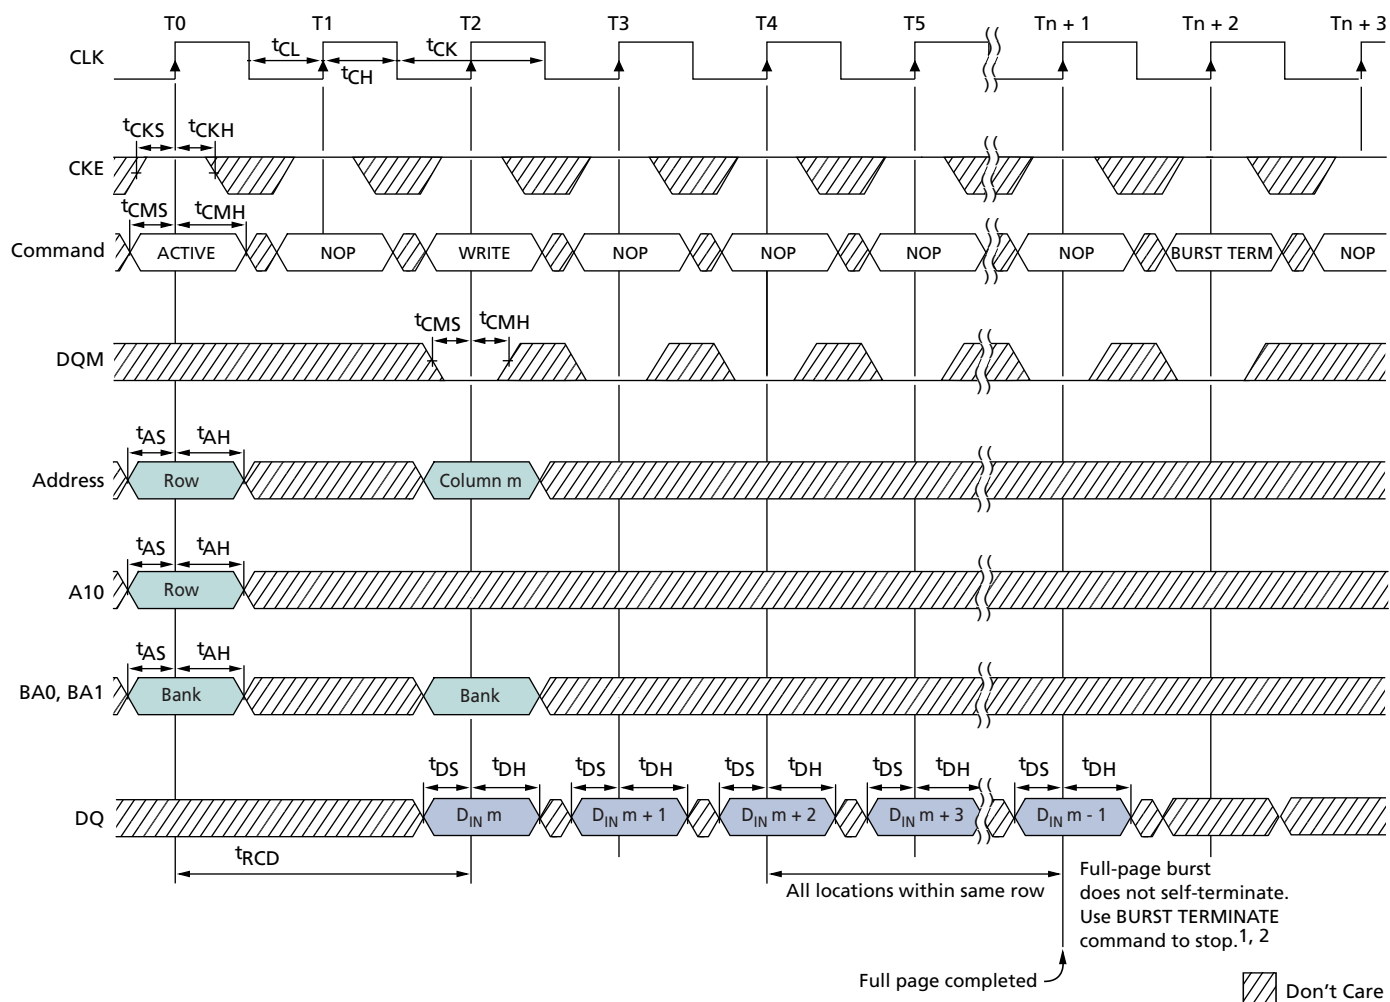 T0 T1 T2 T3 T4 T5 Tn + 1 Tn + 2 Tn + 3
CLK
tCL tCK
tCH
tCKS tCKH
CKE
tCMS tCMH
Command ACTIVE NOP WRITE NOP NOP NOP NOP BURST TERM NOP
tCMS tCMH
DQM
tAS tAH
Address Row Column m
tAS tAH
A10 Row
tAS tAH
BA0, BA1 Bank Bank
tDS tDH tDS tDH tDS tDH tDS tDH tDS tDH
DQ DIN m DIN m + 1 DIN m + 2 DIN m + 3 DIN m - 1
tRCD
All locations within same row
Full-page burst
does not self-terminate.
Use BURST TERMINATE
command to stop.1, 2
Full page completed
Don't Care